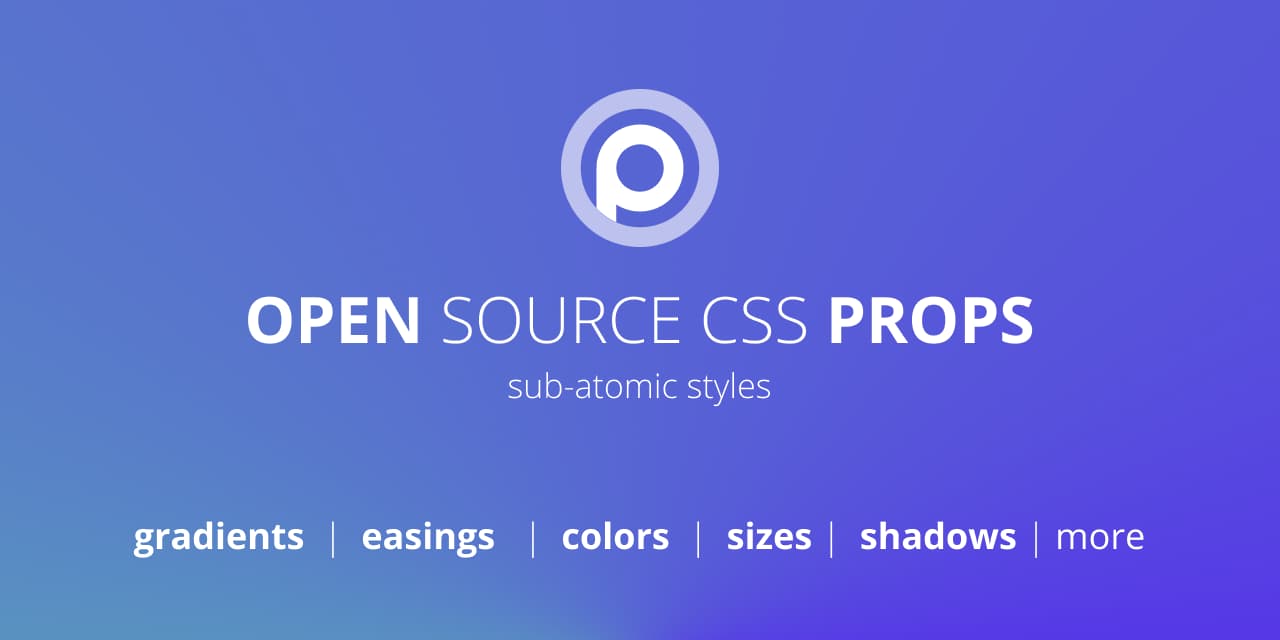 OPEN SOURCE CSS PROPS
sub-atomic styles
gradients | easings | colors | sizes | shadows | more